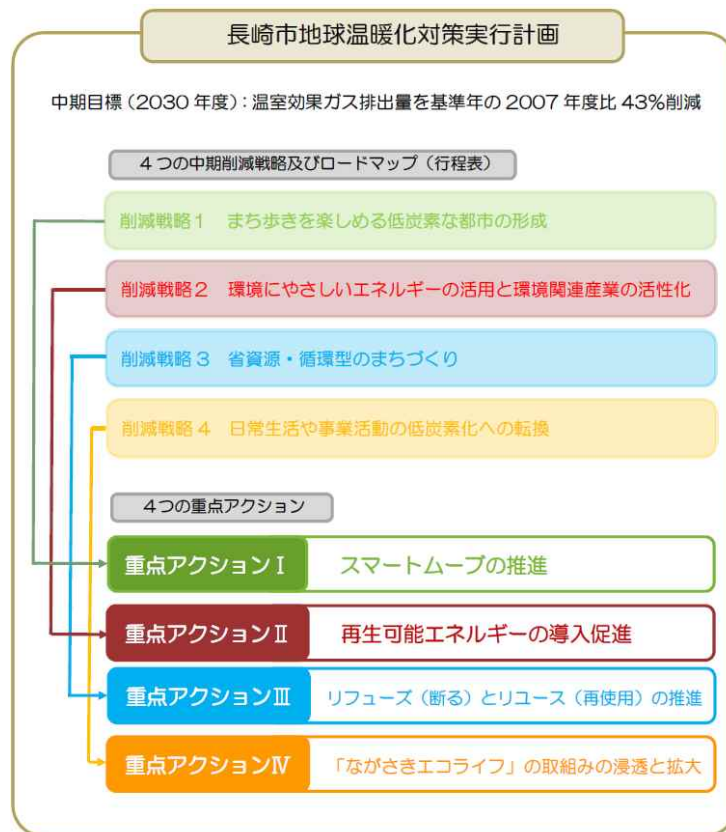 長崎市地球温暖化対策実行計画
中期目標(2030年度):温室効果ガス排出量を基準年の2007年度比43%削減
4つの中期削減戦略及びロードマップ(行程表)
削減戦略1 まち歩きを楽しめる低炭素な都市の形成
削減戦略2 環境にやさしいエネルギーの活用と環境関連産業の活性化
削減戦略3 省資源・循環型のまちづくり
削減戦略4 日常生活や事業活動の低炭素化への転換
4つの重点アクション
重点アクションⅠ スマートムーブの推進
重点アクションⅡ 再生可能エネルギーの導入促進
重点アクションⅢ リフューズ(断る)とリユース(再使用)の推進
重点アクションⅣ 「ながさきエコライフ」の取組みの浸透と拡大